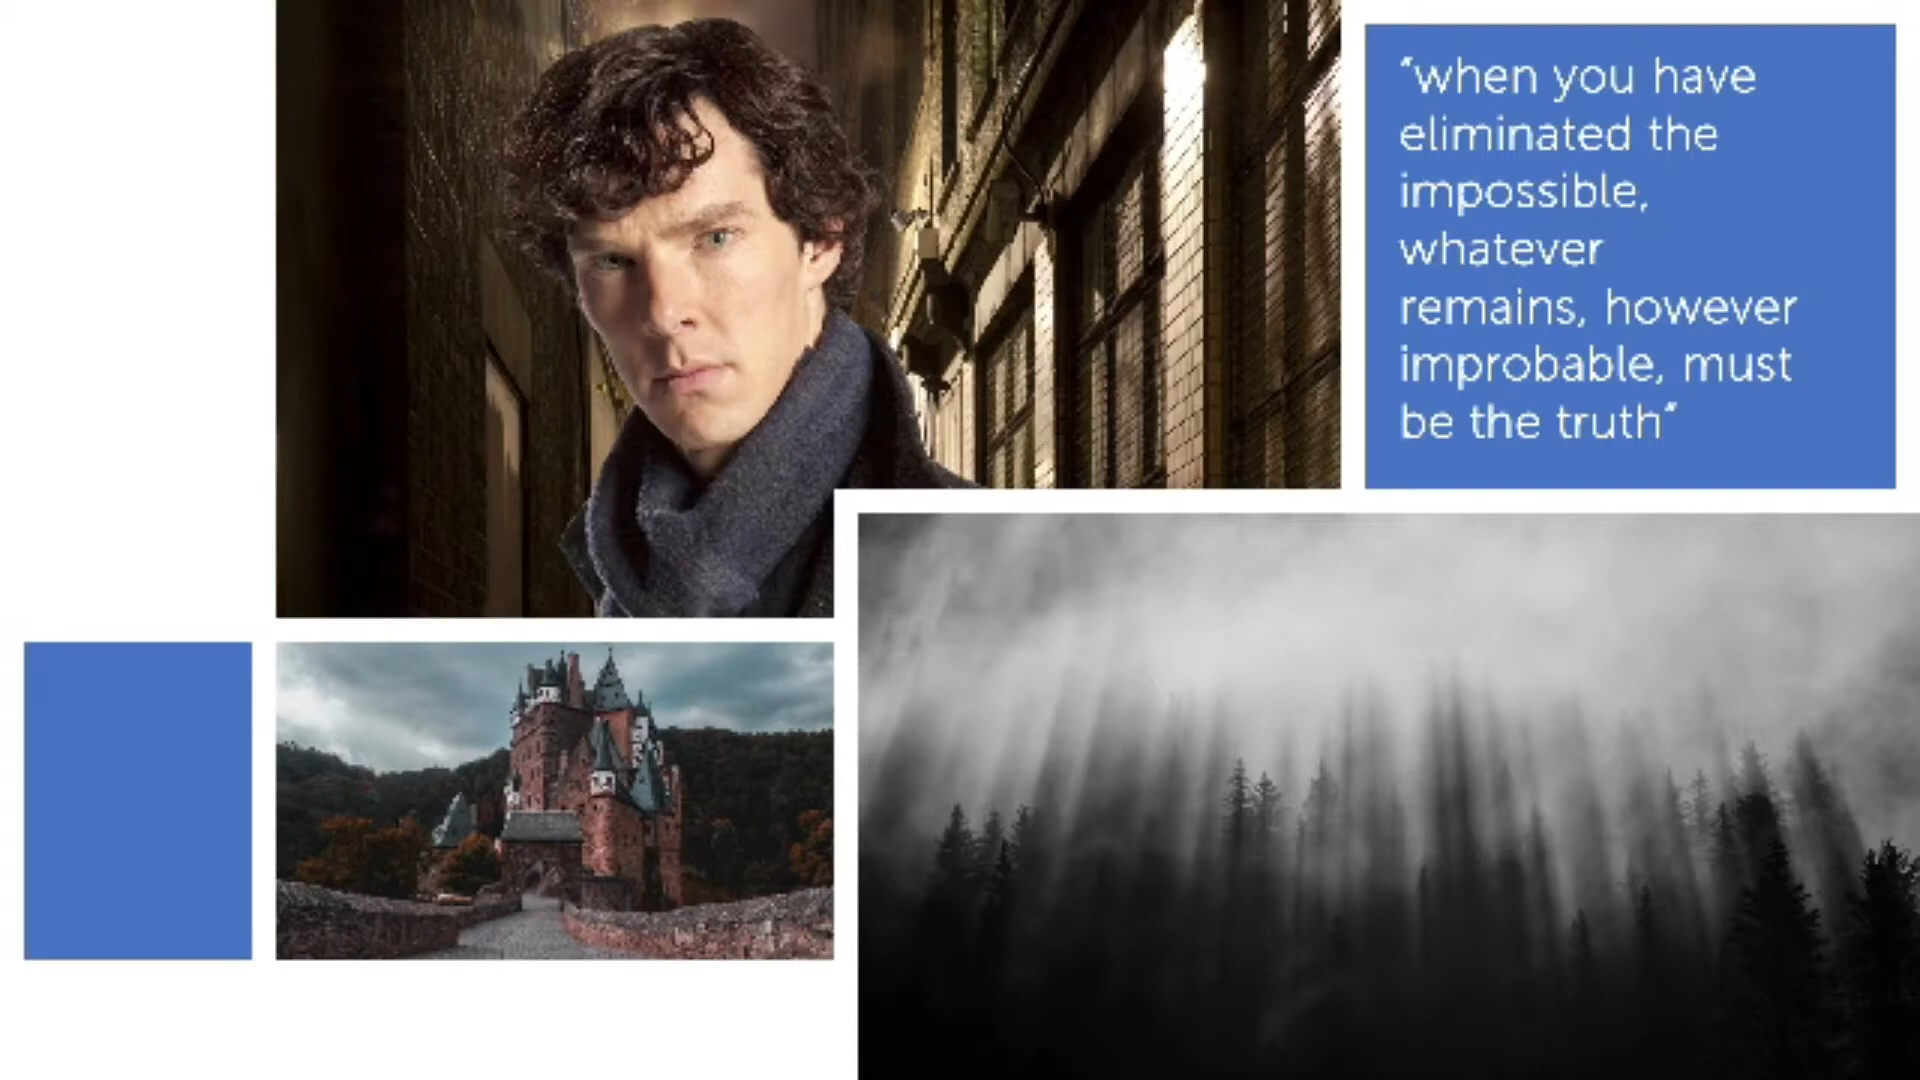 “when you have
eliminated the
impossible,
whatever
remains, however
improbable, must
be the truth”